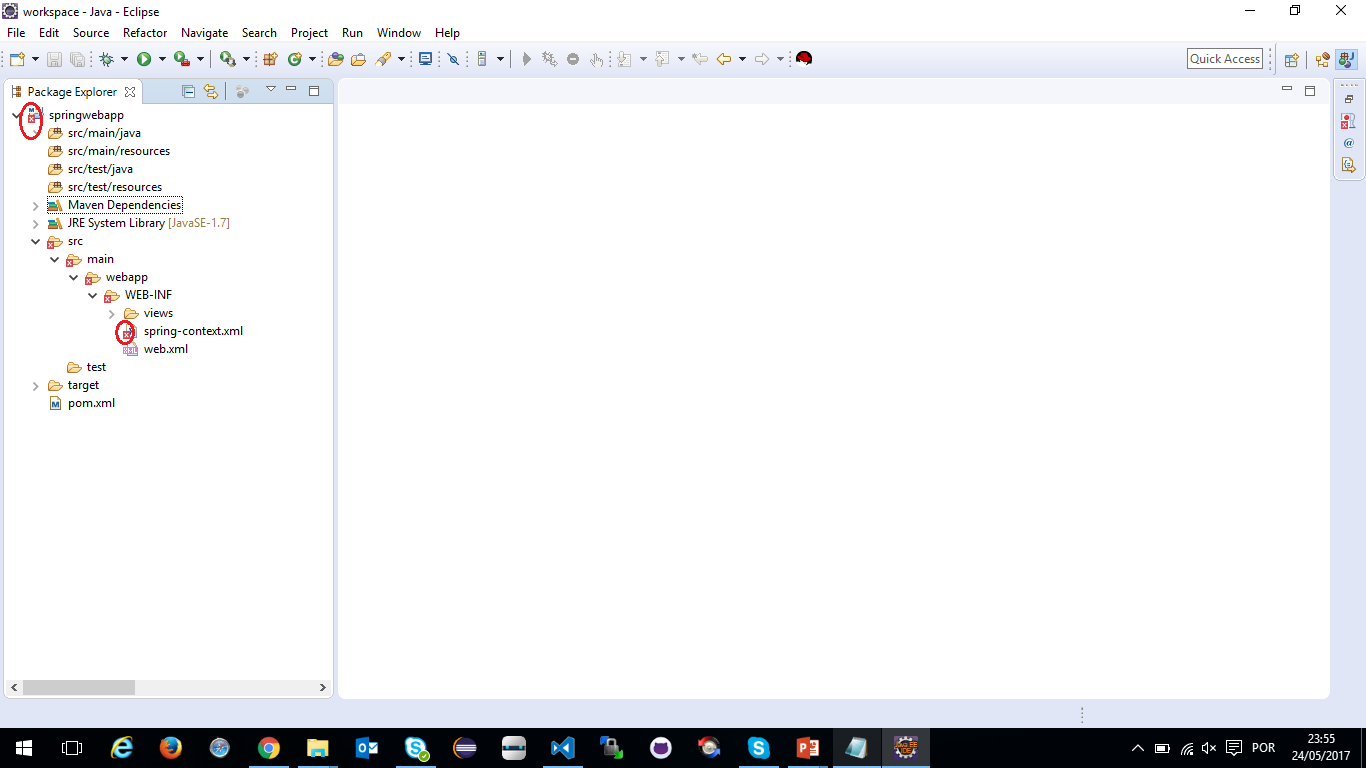 workspace - Java - Eclipse
File Edit Source Refactor Navigate Search Project Run Window Help
Quick Access
Package Explorer
springwebapp
src/main/java
src/main/resources
src/test/java
src/test/resources
Maven Dependencies
JRE System Library [JavaSE-1.7]
src
main
webapp
WEB-INF
views
spring-context.xml
web.xml
test
target
pom.xml
POR
23:55
24/05/2017